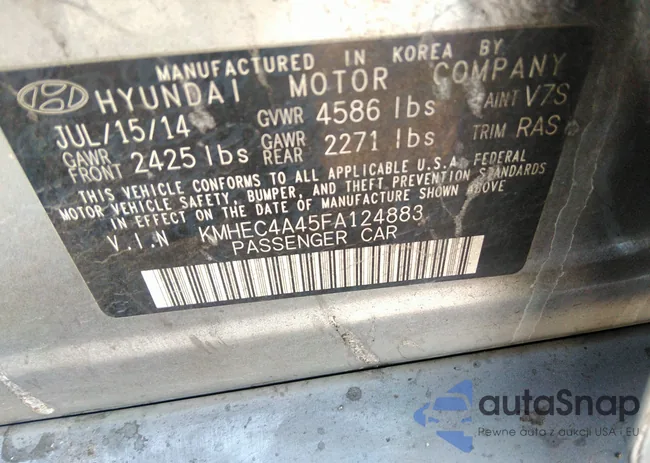 MANUFACTURED IN KOREA BY
HYUNDAI MOTOR COMPANY
JUL/15/14 GVWR 4586 lbs PAINT V7S
GAWR FRONT 2425 lbs GAWR REAR 2271 lbs TRIM RAS
THIS VEHICLE CONFORMS TO ALL APPLICABLE U.S.A. FEDERAL
MOTOR VEHICLE SAFETY, BUMPER, AND THEFT PREVENTION STANDARDS
IN EFFECT ON THE DATE OF MANUFACTURE SHOWN ABOVE
V.I.N KMHEC4A45FA124883
PASSENGER CAR
autoSnap
Pewne auta z aukcji USA i EU